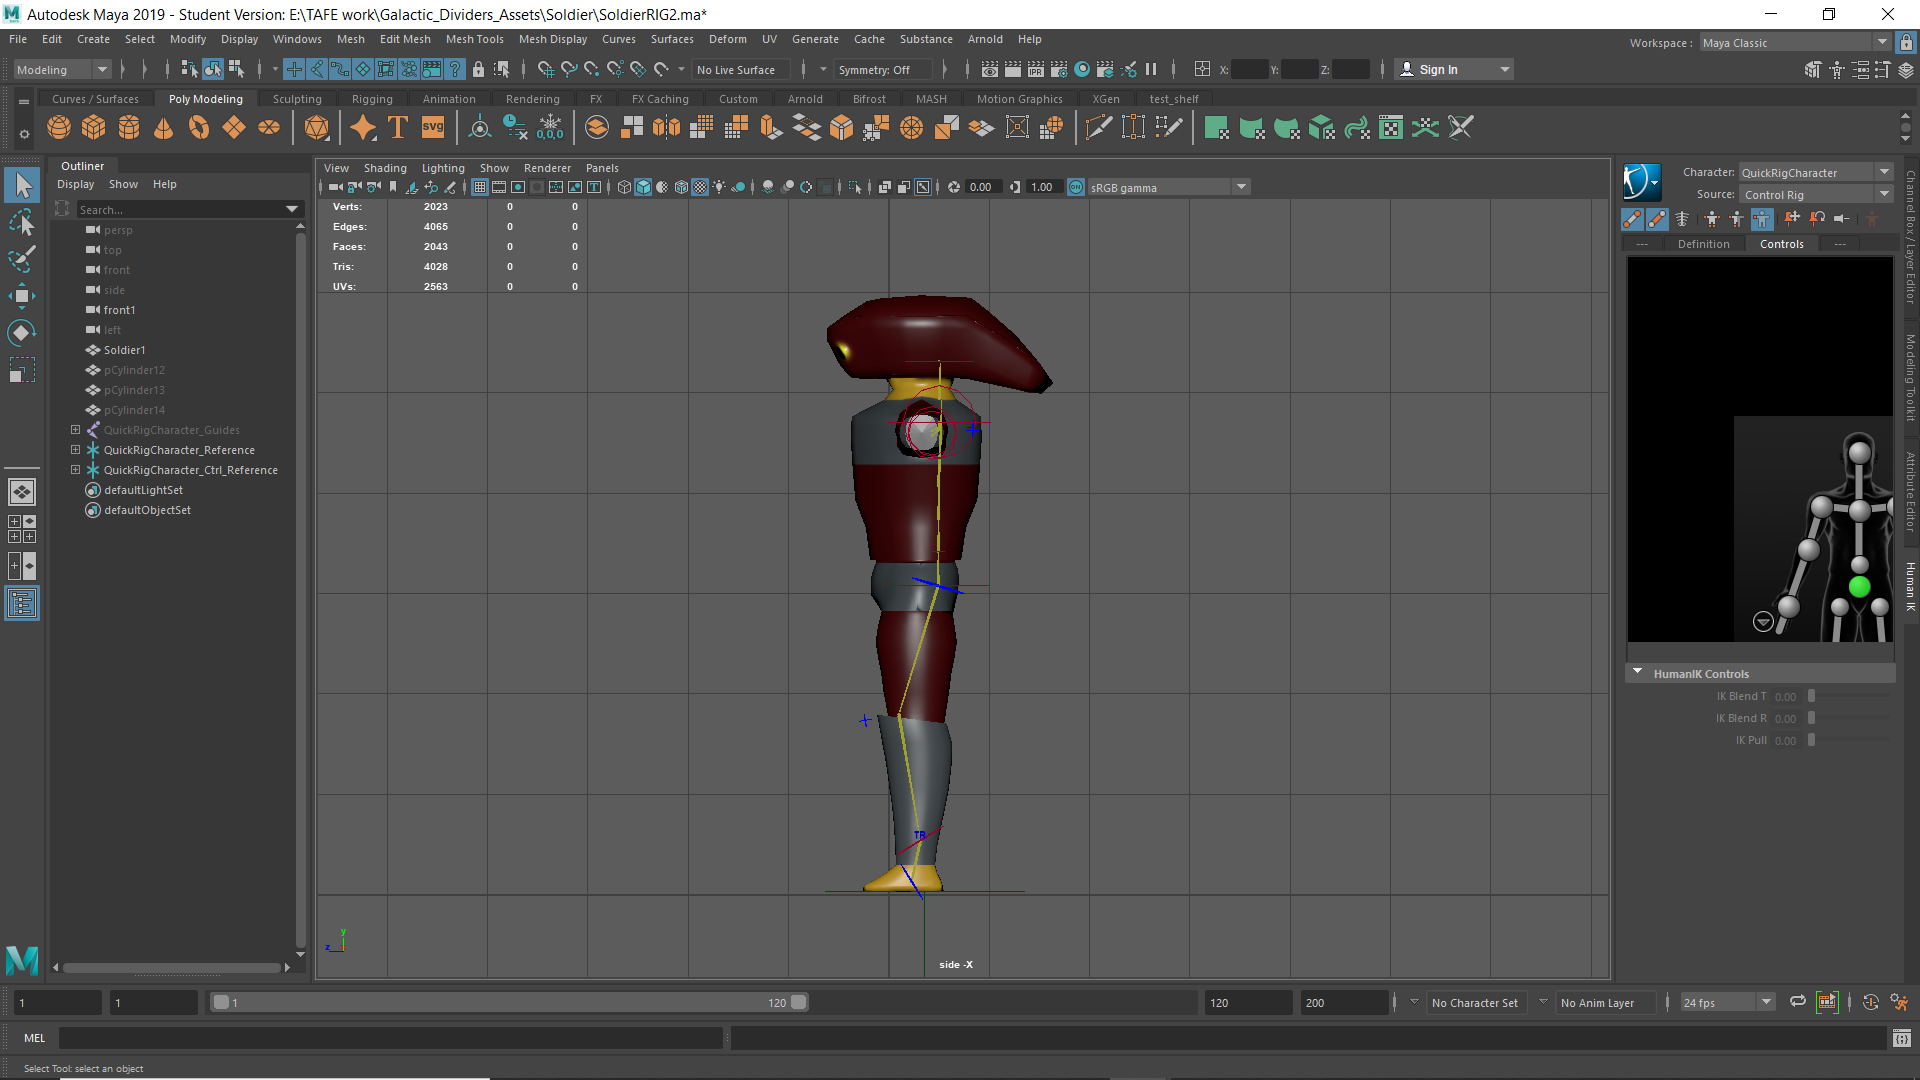 Autodesk Maya 2019 - Student Version: E:\TAFE work\Galactic_Dividers_Assets\Soldier\SoldierRIG2.ma*
File Edit Create Select Modify Display Windows Mesh Edit Mesh Mesh Tools Mesh Display Curves Surfaces Deform UV Generate Cache Substance Arnold Help
Workspace : Maya Classic
Modeling No Live Surface Symmetry: Off X: Y: Z: Sign In
Curves / Surfaces Poly Modeling Sculpting Rigging Animation Rendering FX FX Caching Custom Arnold Bifrost MASH Motion Graphics XGen test_shelf
T SVG 0,0,0
Outliner
Display Show Help
Search...
persp
top
front
side
front1
left
Soldier1
pCylinder12
pCylinder13
pCylinder14
QuickRigCharacter_Guides
QuickRigCharacter_Reference
QuickRigCharacter_Ctrl_Reference
defaultLightSet
defaultObjectSet
View Shading Lighting Show Renderer Panels
0.00 1.00 ON sRGB gamma
Verts: 2023 0 0
Edges: 4065 0 0
Faces: 2043 0 0
Tris: 4028 0 0
UVs: 2563 0 0
TR
y
z x
side -X
Character: QuickRigCharacter
Source: Control Rig
--- Definition Controls ---
HumanIK Controls
IK Blend T 0.00
IK Blend R 0.00
IK Pull 0.00
Channel Box / Layer Editor
Modeling Toolkit
Attribute Editor
Human IK
1 1 1 120 120 200 No Character Set No Anim Layer 24 fps
MEL
Select Tool: select an object